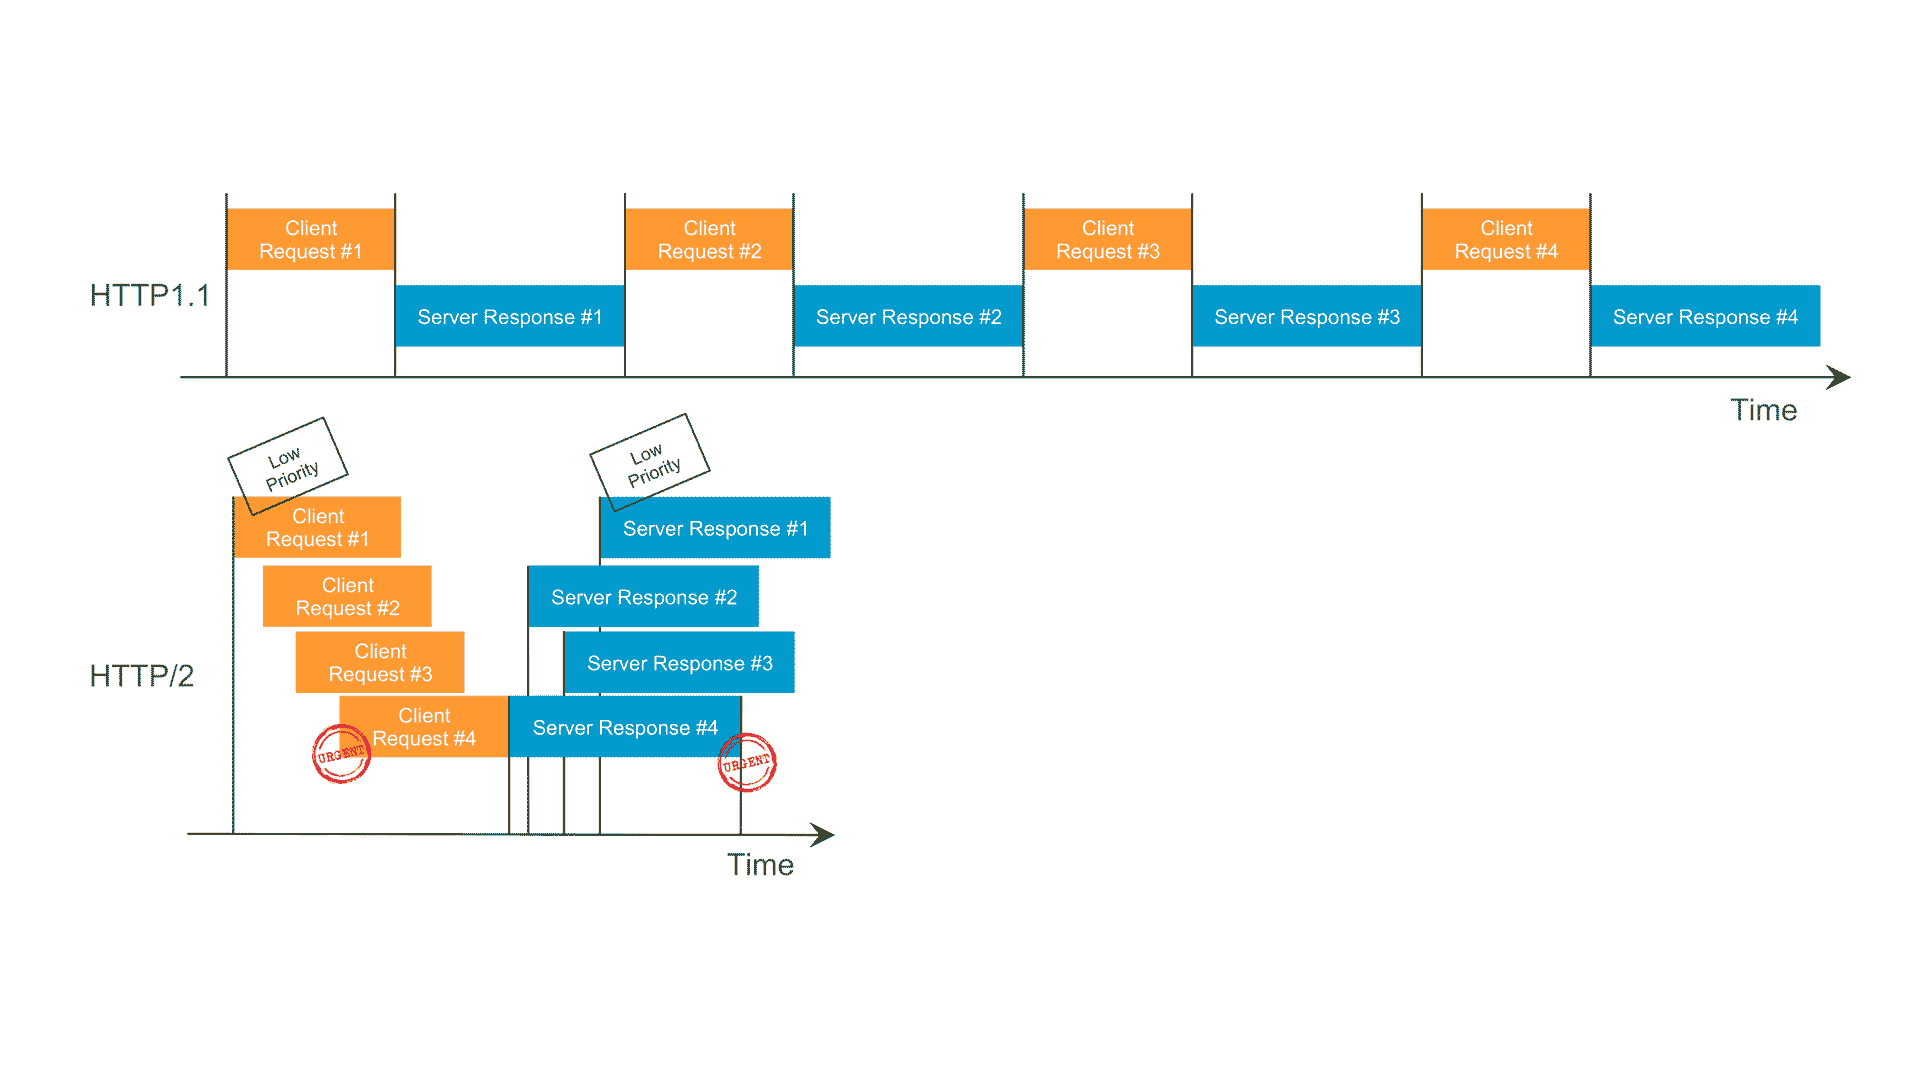 Client
Request #1
Client
Request #2
Client
Request #3
Client
Request #4
HTTP1.1
Server Response #1
Server Response #2
Server Response #3
Server Response #4
Time
Low
Priority
Low
Priority
Client
Request #1
Server Response #1
Client
Request #2
Server Response #2
Client
Request #3
Server Response #3
HTTP/2
Client
Request #4
Server Response #4
URGENT
URGENT
Time